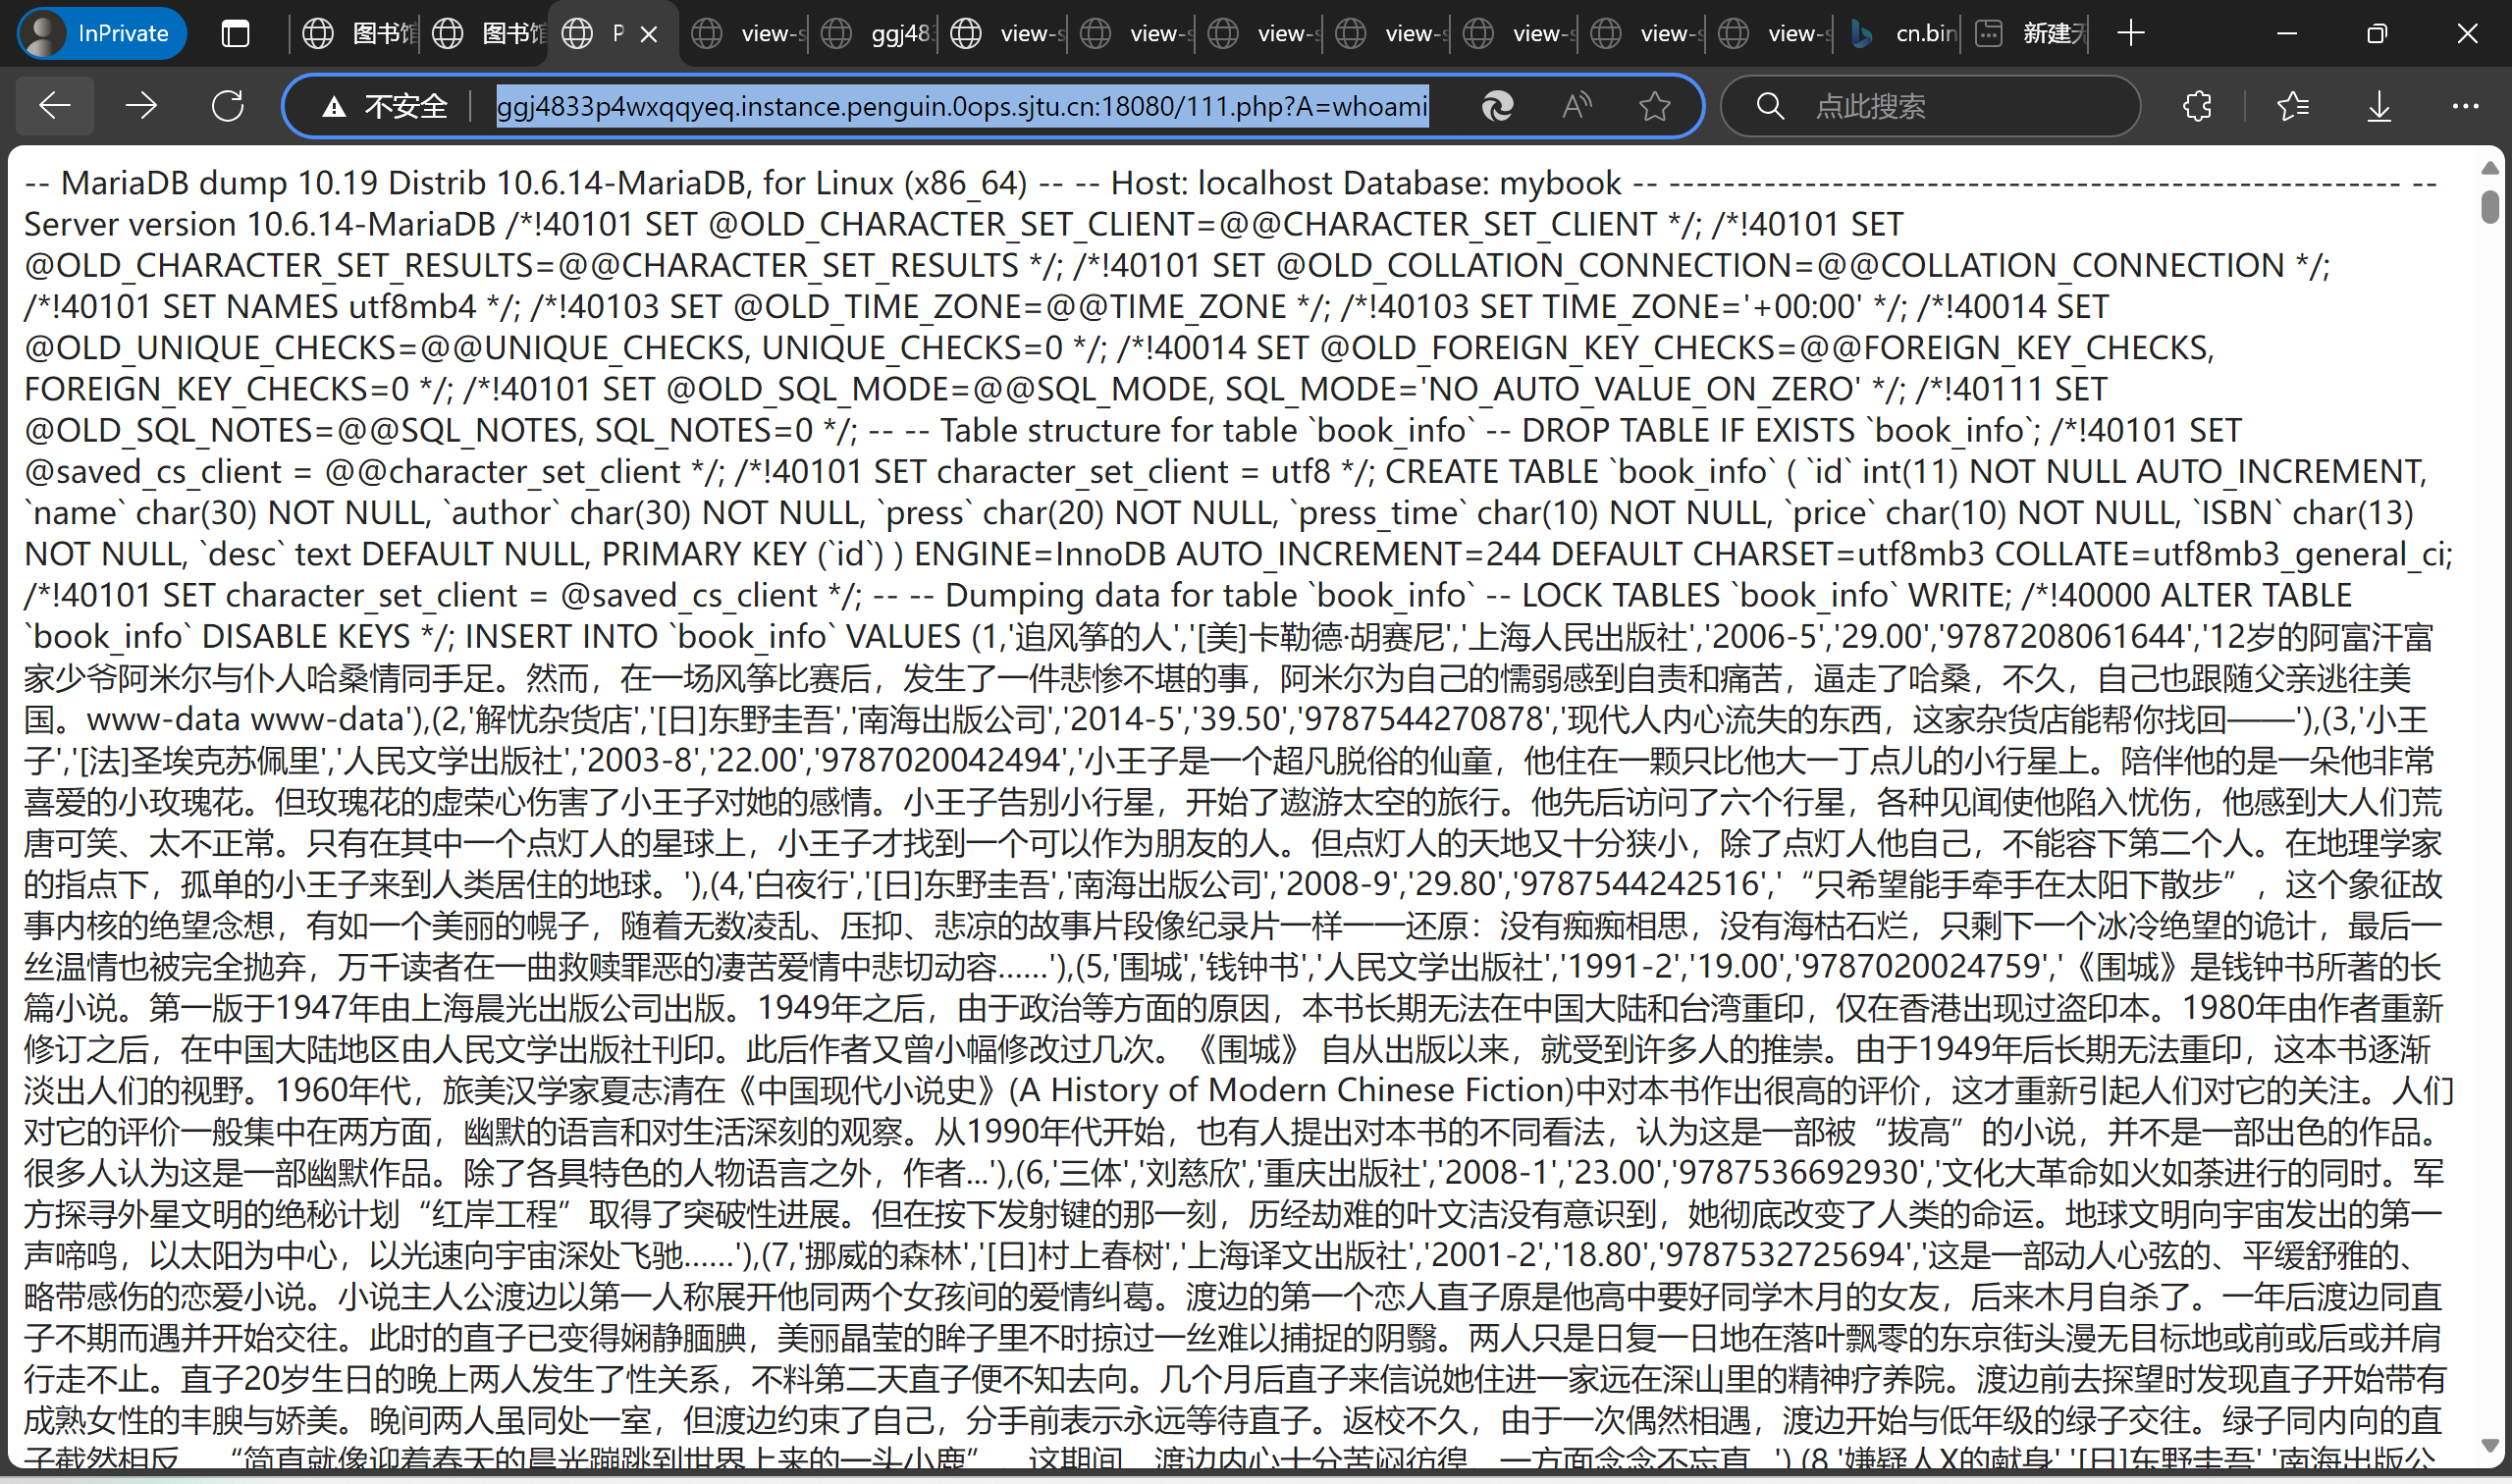 InPrivate 图书馆 图书馆 P view-s ggj483 view-s view-s view-s view-s view-s view-s view-s cn.bin 新建无
不安全 ggj4833p4wxqqyeq.instance.penguin.0ops.sjtu.cn:18080/111.php?A=whoami 点此搜索
-- MariaDB dump 10.19 Distrib 10.6.14-MariaDB, for Linux (x86_64) -- -- Host: localhost Database: mybook -- ------------------------------------------------------ --
Server version 10.6.14-MariaDB /*!40101 SET @OLD_CHARACTER_SET_CLIENT=@@CHARACTER_SET_CLIENT */; /*!40101 SET
@OLD_CHARACTER_SET_RESULTS=@@CHARACTER_SET_RESULTS */; /*!40101 SET @OLD_COLLATION_CONNECTION=@@COLLATION_CONNECTION */;
/*!40101 SET NAMES utf8mb4 */; /*!40103 SET @OLD_TIME_ZONE=@@TIME_ZONE */; /*!40103 SET TIME_ZONE='+00:00' */; /*!40014 SET
@OLD_UNIQUE_CHECKS=@@UNIQUE_CHECKS, UNIQUE_CHECKS=0 */; /*!40014 SET @OLD_FOREIGN_KEY_CHECKS=@@FOREIGN_KEY_CHECKS,
FOREIGN_KEY_CHECKS=0 */; /*!40101 SET @OLD_SQL_MODE=@@SQL_MODE, SQL_MODE='NO_AUTO_VALUE_ON_ZERO' */; /*!40111 SET
@OLD_SQL_NOTES=@@SQL_NOTES, SQL_NOTES=0 */; -- -- Table structure for table `book_info` -- DROP TABLE IF EXISTS `book_info`; /*!40101 SET
@saved_cs_client = @@character_set_client */; /*!40101 SET character_set_client = utf8 */; CREATE TABLE `book_info` ( `id` int(11) NOT NULL AUTO_INCREMENT,
`name` char(30) NOT NULL, `author` char(30) NOT NULL, `press` char(20) NOT NULL, `press_time` char(10) NOT NULL, `price` char(10) NOT NULL, `ISBN` char(13)
NOT NULL, `desc` text DEFAULT NULL, PRIMARY KEY (`id`) ) ENGINE=InnoDB AUTO_INCREMENT=244 DEFAULT CHARSET=utf8mb3 COLLATE=utf8mb3_general_ci;
/*!40101 SET character_set_client = @saved_cs_client */; -- -- Dumping data for table `book_info` -- LOCK TABLES `book_info` WRITE; /*!40000 ALTER TABLE
`book_info` DISABLE KEYS */; INSERT INTO `book_info` VALUES (1,'追风筝的人','[美]卡勒德·胡赛尼','上海人民出版社','2006-5','29.00','9787208061644','12岁的阿富汗富
家少爷阿米尔与仆人哈桑情同手足。然而，在一场风筝比赛后，发生了一件悲惨不堪的事，阿米尔为自己的懦弱感到自责和痛苦，逼走了哈桑，不久，自己也跟随父亲逃往美
国。www-data www-data'),(2,'解忧杂货店','[日]东野圭吾','南海出版公司','2014-5','39.50','9787544270878','现代人内心流失的东西，这家杂货店能帮你找回——'),(3,'小王
子','[法]圣埃克苏佩里','人民文学出版社','2003-8','22.00','9787020042494','小王子是一个超凡脱俗的仙童，他住在一颗只比他大一丁点儿的小行星上。陪伴他的是一朵他非常
喜爱的小玫瑰花。但玫瑰花的虚荣心伤害了小王子对她的感情。小王子告别小行星，开始了遨游太空的旅行。他先后访问了六个行星，各种见闻使他陷入忧伤，他感到大人们荒
唐可笑、太不正常。只有在其中一个点灯人的星球上，小王子才找到一个可以作为朋友的人。但点灯人的天地又十分狭小，除了点灯人他自己，不能容下第二个人。在地理学家
的指点下，孤单的小王子来到人类居住的地球。'),(4,'白夜行','[日]东野圭吾','南海出版公司','2008-9','29.80','9787544242516','“只希望能手牵手在太阳下散步”，这个象征故
事内核的绝望念想，有如一个美丽的幌子，随着无数凌乱、压抑、悲凉的故事片段像纪录片一样一一还原：没有痴痴相思，没有海枯石烂，只剩下一个冰冷绝望的诡计，最后一
丝温情也被完全抛弃，万千读者在一曲救赎罪恶的凄苦爱情中悲切动容……'),(5,'围城','钱钟书','人民文学出版社','1991-2','19.00','9787020024759','《围城》是钱钟书所著的长
篇小说。第一版于1947年由上海晨光出版公司出版。1949年之后，由于政治等方面的原因，本书长期无法在中国大陆和台湾重印，仅在香港出现过盗印本。1980年由作者重新
修订之后，在中国大陆地区由人民文学出版社刊印。此后作者又曾小幅修改过几次。《围城》 自从出版以来，就受到许多人的推崇。由于1949年后长期无法重印，这本书逐渐
淡出人们的视野。1960年代，旅美汉学家夏志清在《中国现代小说史》(A History of Modern Chinese Fiction)中对本书作出很高的评价，这才重新引起人们对它的关注。人们
对它的评价一般集中在两方面，幽默的语言和对生活深刻的观察。从1990年代开始，也有人提出对本书的不同看法，认为这是一部被“拔高”的小说，并不是一部出色的作品。
很多人认为这是一部幽默作品。除了各具特色的人物语言之外，作者...'),(6,'三体','刘慈欣','重庆出版社','2008-1','23.00','9787536692930','文化大革命如火如荼进行的同时。军
方探寻外星文明的绝秘计划“红岸工程”取得了突破性进展。但在按下发射键的那一刻，历经劫难的叶文洁没有意识到，她彻底改变了人类的命运。地球文明向宇宙发出的第一
声啼鸣，以太阳为中心，以光速向宇宙深处飞驰……'),(7,'挪威的森林','[日]村上春树','上海译文出版社','2001-2','18.80','9787532725694','这是一部动人心弦的、平缓舒雅的、
略带感伤的恋爱小说。小说主人公渡边以第一人称展开他同两个女孩间的爱情纠葛。渡边的第一个恋人直子原是他高中要好同学木月的女友，后来木月自杀了。一年后渡边同直
子不期而遇并开始交往。此时的直子已变得娴静腼腆，美丽晶莹的眸子里不时掠过一丝难以捕捉的阴翳。两人只是日复一日地在落叶飘零的东京街头漫无目标地或前或后或并肩
行走不止。直子20岁生日的晚上两人发生了性关系，不料第二天直子便不知去向。几个月后直子来信说她住进一家远在深山里的精神疗养院。渡边前去探望时发现直子开始带有
成熟女性的丰腴与娇美。晚间两人虽同处一室，但渡边约束了自己，分手前表示永远等待直子。返校不久，由于一次偶然相遇，渡边开始与低年级的绿子交往。绿子同内向的直
子截然相反，“简直就像迎着春天的晨光蹦跳到世界上来的一头小鹿”。这期间，渡边内心十分苦闷彷徨。一方面念念不忘直...'),(8,'嫌疑人X的献身','[日]东野圭吾','南海出版公